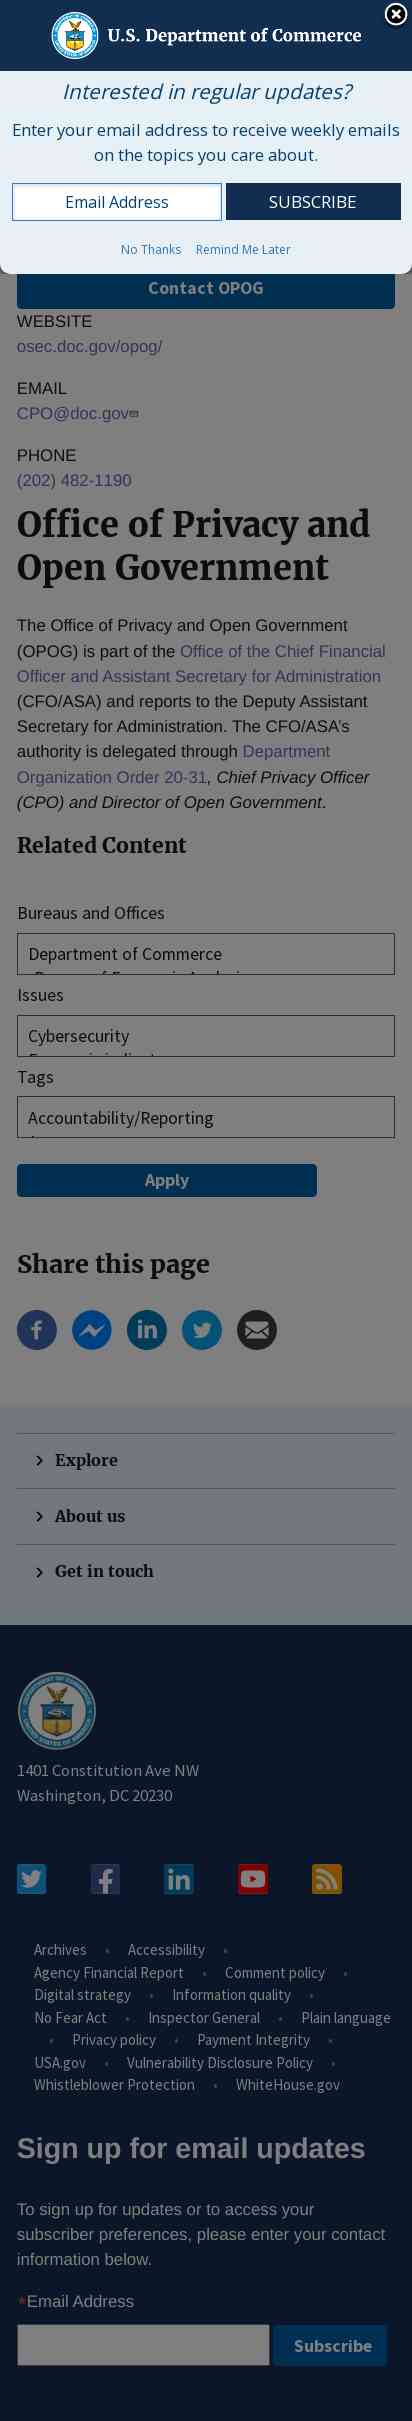 U.S. Department of Commerce
Interested in regular updates?
Enter your email address to receive weekly emails
on the topics you care about.
Email Address
SUBSCRIBE
No Thanks
Remind Me Later
Contact OPOG
WEBSITE
osec.doc.gov/opog/
EMAIL
CPO@doc.gov
PHONE
(202) 482-1190
Office of Privacy and
Open Government
The Office of Privacy and Open Government
(OPOG) is part of the Office of the Chief Financial
Officer and Assistant Secretary for Administration
(CFO/ASA) and reports to the Deputy Assistant
Secretary for Administration. The CFO/ASA's
authority is delegated through Department
Organization Order 20-31, Chief Privacy Officer
(CPO) and Director of Open Government.
Related Content
Bureaus and Offices
Department of Commerce
Issues
Cybersecurity
Tags
Accountability/Reporting
Apply
Share this page
Explore
About us
Get in touch
1401 Constitution Ave NW
Washington, DC 20230
Archives • Accessibility •
Agency Financial Report • Comment policy •
Digital strategy • Information quality •
No Fear Act • Inspector General • Plain language
• Privacy policy • Payment Integrity •
USA.gov • Vulnerability Disclosure Policy •
Whistleblower Protection • WhiteHouse.gov
Sign up for email updates
To sign up for updates or to access your
subscriber preferences, please enter your contact
information below.
*Email Address
Subscribe